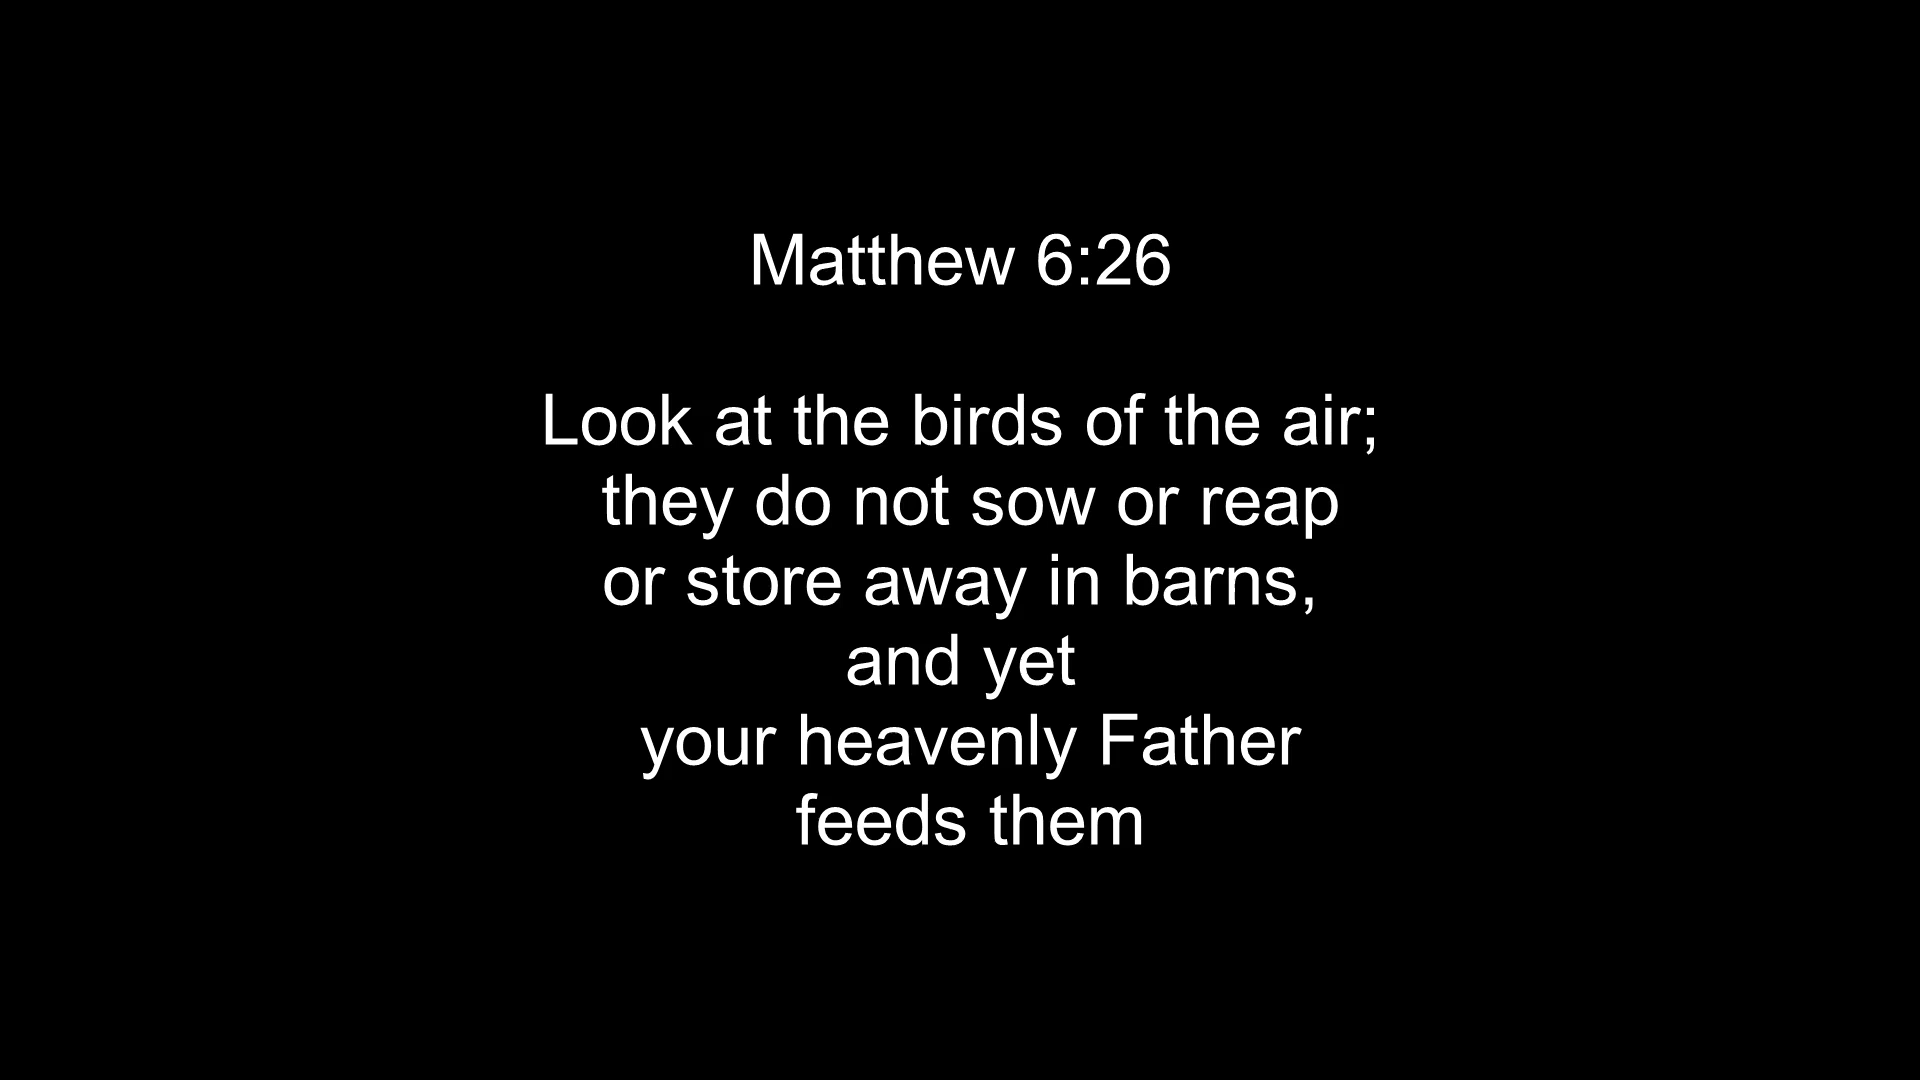 Matthew 6:26
Look at the birds of the air;
they do not sow or reap
or store away in barns,
and yet
your heavenly Father
feeds them